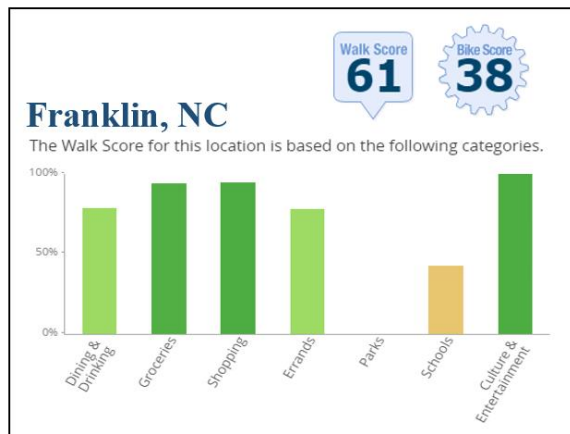 Walk Score
61
Bike Score
38
Franklin, NC
The Walk Score for this location is based on the following categories.
100%
50%
0%
Dining &
Drinking
Groceries
Shopping
Errands
Parks
Schools
Culture &
Entertainment